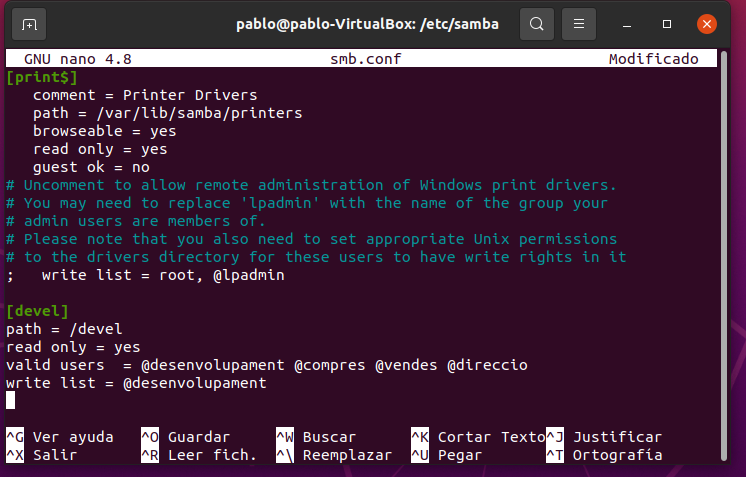 pablo@pablo-VirtualBox: /etc/samba
GNU nano 4.8 smb.conf Modificado
[print$]
comment = Printer Drivers
path = /var/lib/samba/printers
browseable = yes
read only = yes
guest ok = no
# Uncomment to allow remote administration of Windows print drivers.
# You may need to replace 'lpadmin' with the name of the group your
# admin users are members of.
# Please note that you also need to set appropriate Unix permissions
# to the drivers directory for these users to have write rights in it
;   write list = root, @lpadmin
[devel]
path = /devel
read only = yes
valid users  = @desenvolupament @compres @vendes @direccio
write list = @desenvolupament
^G Ver ayuda ^O Guardar ^W Buscar ^K Cortar Texto ^J Justificar
^X Salir ^R Leer fich. ^\ Reemplazar ^U Pegar ^T Ortografía